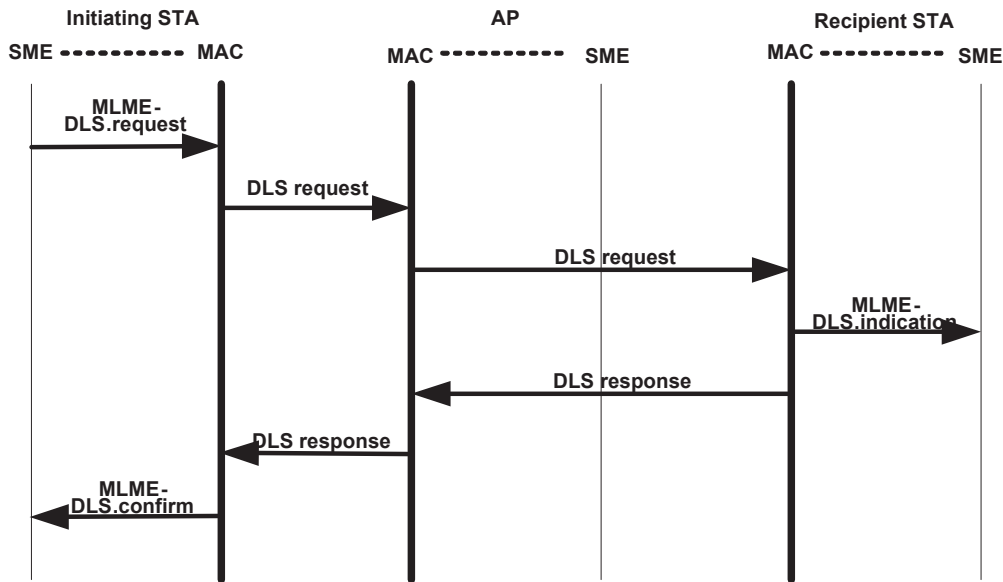 Initiating STA
AP
Recipient STA
SME
MAC
MAC
SME
MAC
SME
MLME-
DLS.request
DLS request
DLS request
MLME-
DLS.indication
DLS response
DLS response
MLME-
DLS.confirm